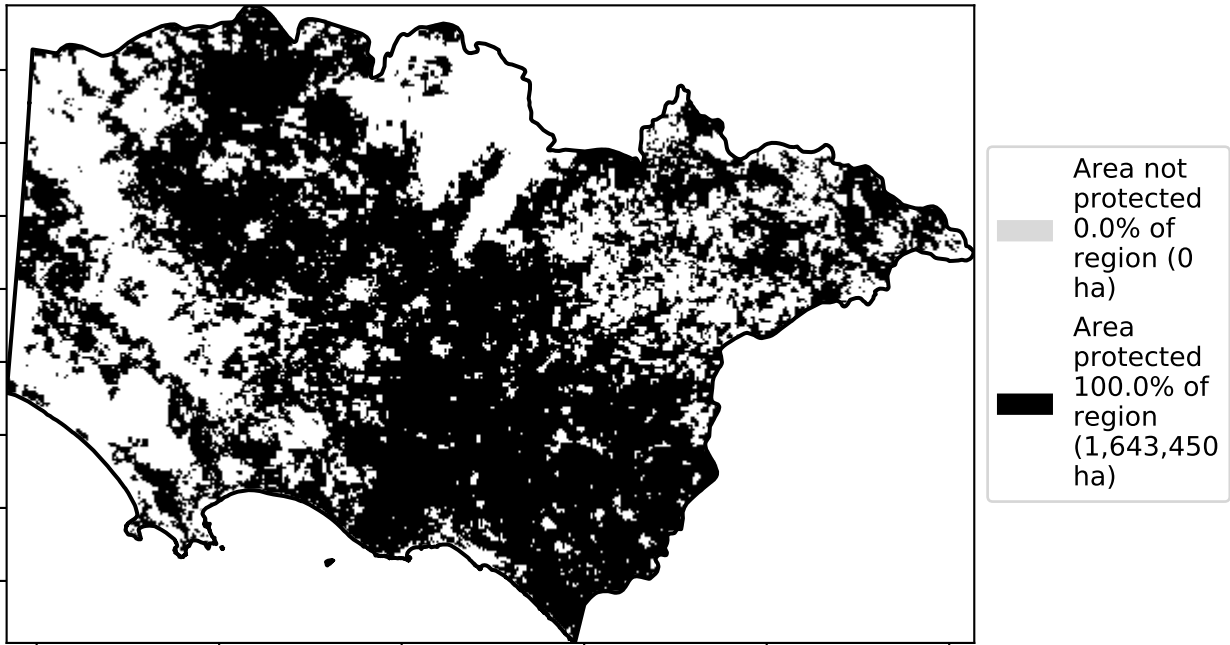 Area not
protected
0.0% of
region (0
ha)
Area
protected
100.0% of
region
(1,643,450
ha)